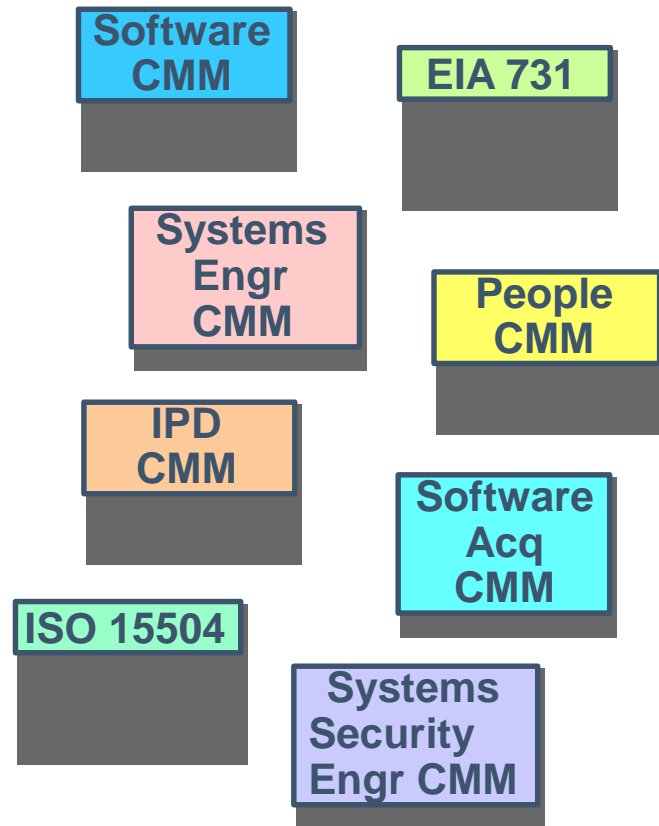 Software
CMM
EIA 731
Systems
Engr
CMM
People
CMM
IPD
CMM
Software
Acq
CMM
ISO 15504
Systems
Security
Engr CMM